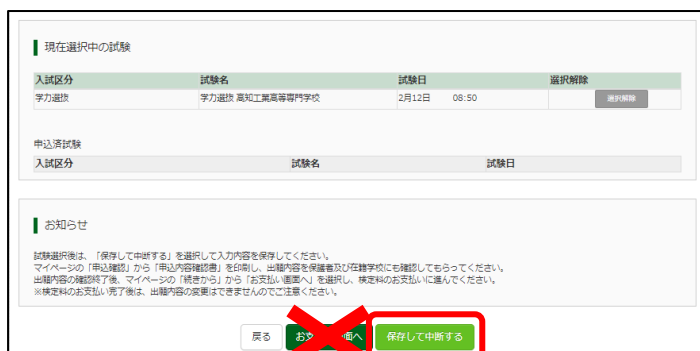 現在選択中の試験
入試区分 試験名 試験日 選択解除
学力選抜 学力選抜 高知工業高等専門学校 2月12日 08:50 選択解除
申込済試験
入試区分 試験名 試験日
お知らせ
試験選択後は、「保存して中断する」を選択して入力内容を保存してください。
マイページの「申込確認」から「申込内容確認書」を印刷し、出願内容を保護者及び在籍学校にも確認してもらってください。
出願内容の確認終了後、マイページの「続きから」から「お支払い画面へ」を選択し、検定料のお支払いに進んでください。
※検定料のお支払い完了後は、出願内容の変更はできませんのでご注意ください。
戻る お支 面へ 保存して中断する